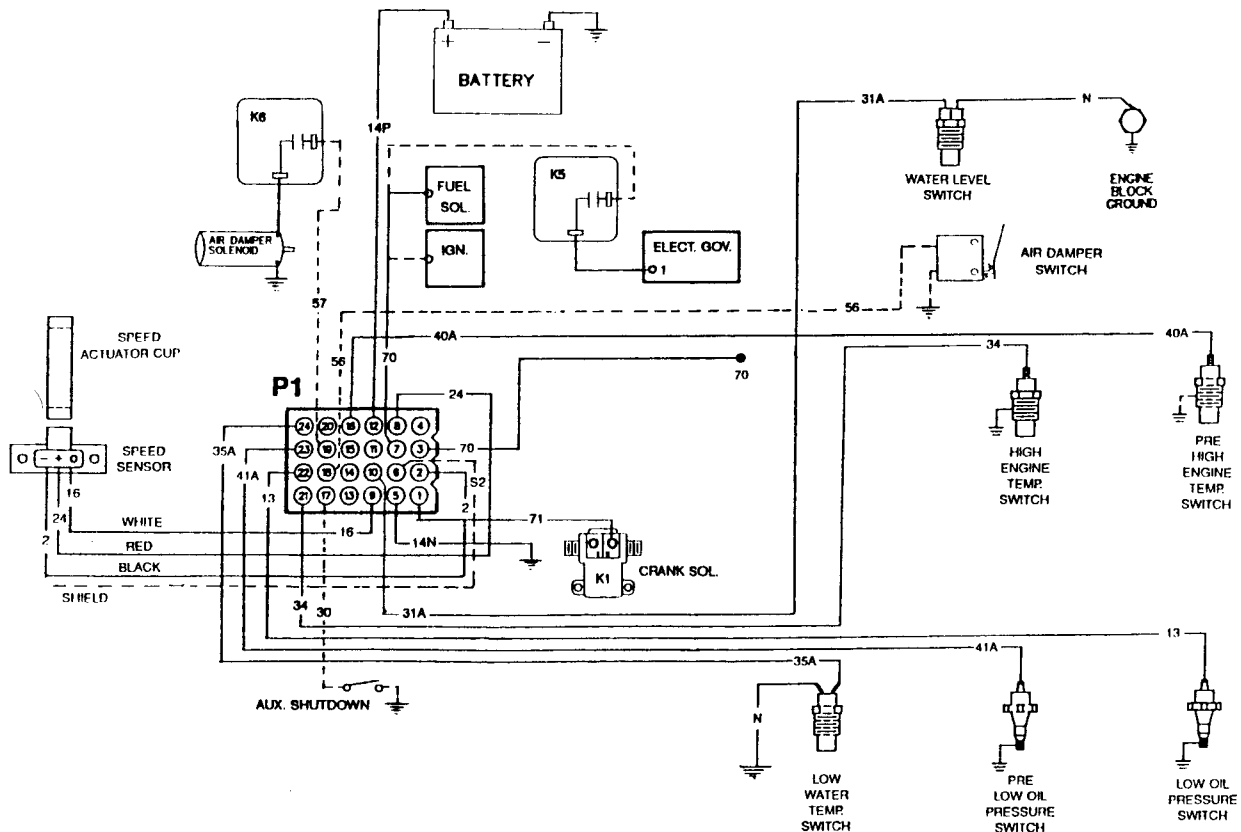 BATTERY
+
−
K6
14P
31A
N
WATER LEVEL
SWITCH
ENGINE
BLOCK
GROUND
FUEL
SOL.
K5
IGN.
ELECT. GOV.
1
AIR DAMPER
SOLENOID
AIR DAMPER
SWITCH
57
56
SPEED
ACTUATOR CUP
56
70
40A
40A
34
70
P1
24
24 20 16 12 8 4
35A
23 19 15 11 7 3
70
41A
22 18 14 10 6 2
S2
13
21 17 13 9 5 1
2
SPEED
SENSOR
− + o
16
24
2
WHITE
16
RED
14N
71
BLACK
SHIELD
K1
CRANK SOL.
HIGH
ENGINE
TEMP.
SWITCH
PRE
HIGH
ENGINE
TEMP.
SWITCH
34
30
31A
13
41A
35A
AUX. SHUTDOWN
N
LOW
WATER
TEMP.
SWITCH
PRE
LOW OIL
PRESSURE
SWITCH
LOW OIL
PRESSURE
SWITCH